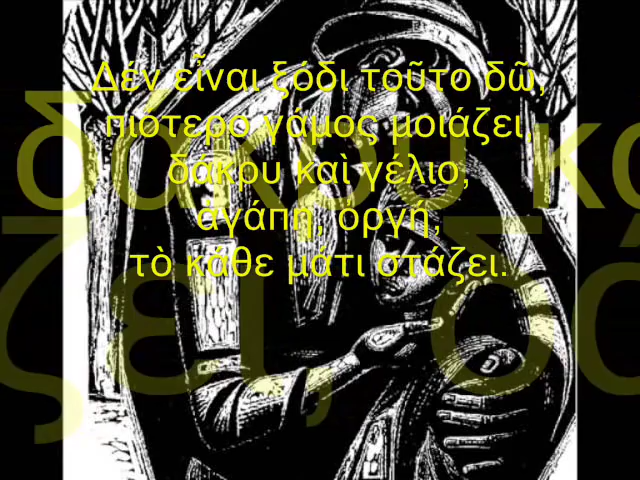 Δέν εἶναι ξόδι τοῦτο δῶ,
πιότερο γάμος μοιάζει,
δάκρυ καὶ γέλιο,
ἀγάπη, ὀργή,
τὸ κάθε μάτι στάζει.